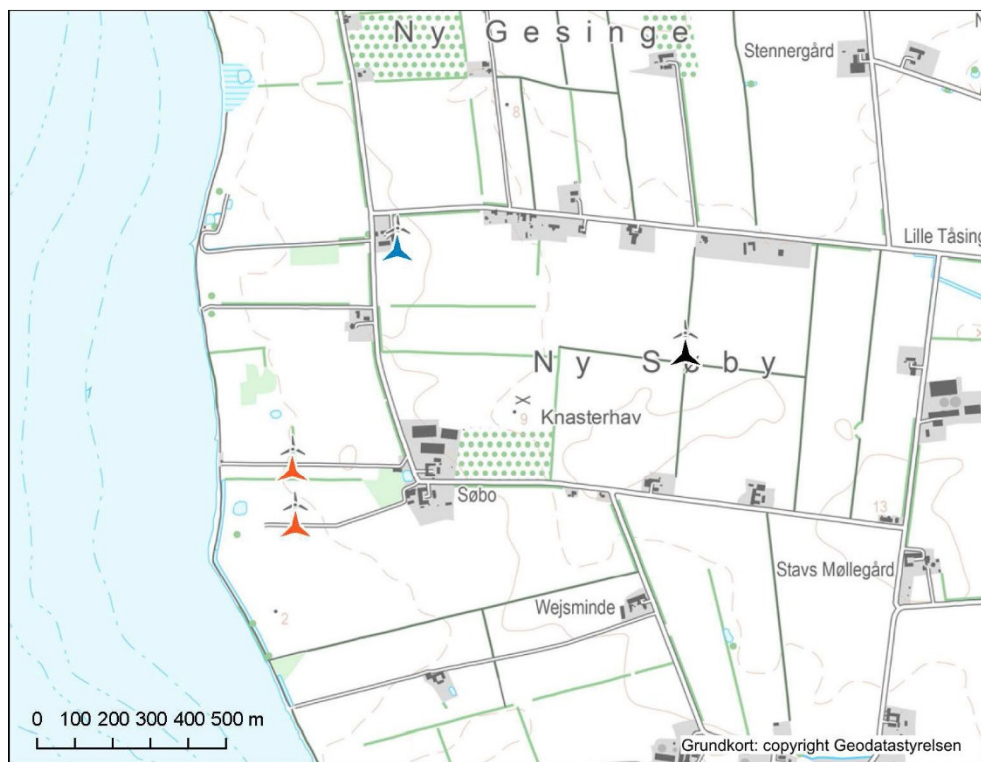 Ny Gesinge
Stennergård
8
Lille Tåsing
Ny Søby
9
Knasterhav
Søbo
13
Stavs Møllegård
Wejsminde
2
0 100 200 300 400 500 m
Grundkort: copyright Geodatastyrelsen